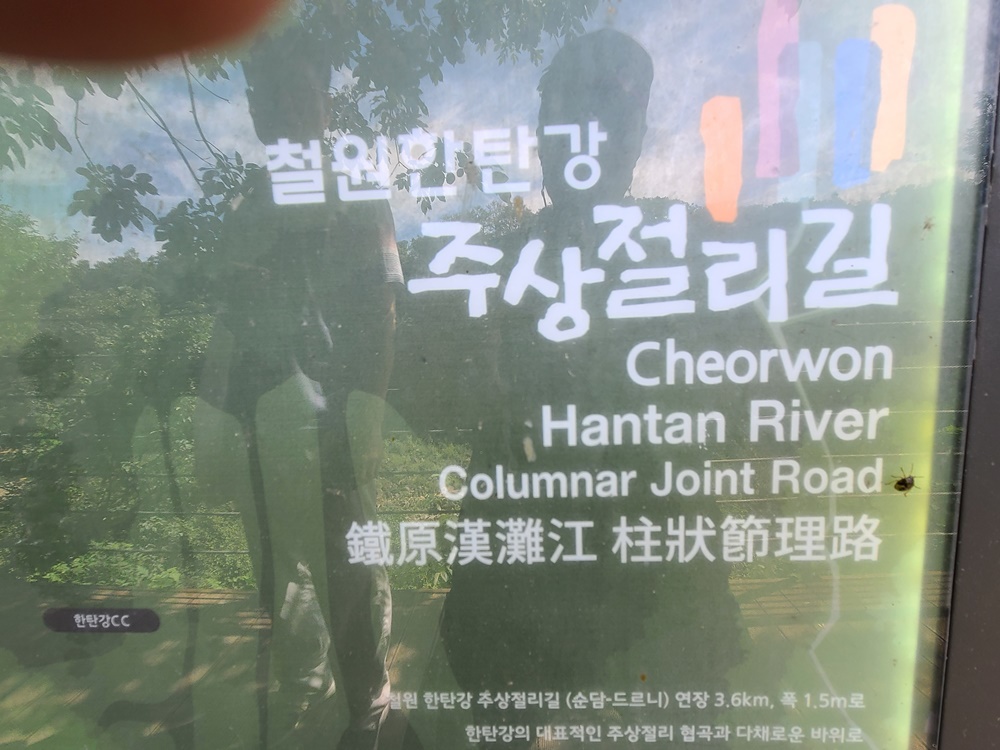 철원한탄강
주상절리길
Cheorwon
Hantan River
Columnar Joint Road
鐵原漢灘江 柱狀節理路
한탄강CC
철원 한탄강 주상절리길 (순담-드르니) 연장 3.6km, 폭 1.5m로
한탄강의 대표적인 주상절리 협곡과 다채로운 바위로